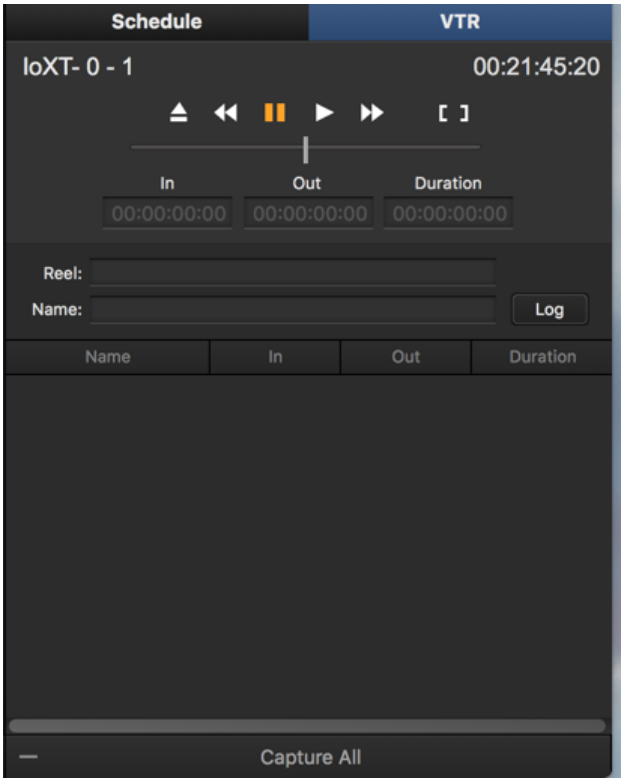 Schedule VTR
IoXT- 0 - 1 00:21:45:20
In Out Duration
00:00:00:00 00:00:00:00 00:00:00:00
Reel:
Name: Log
Name In Out Duration
Capture All